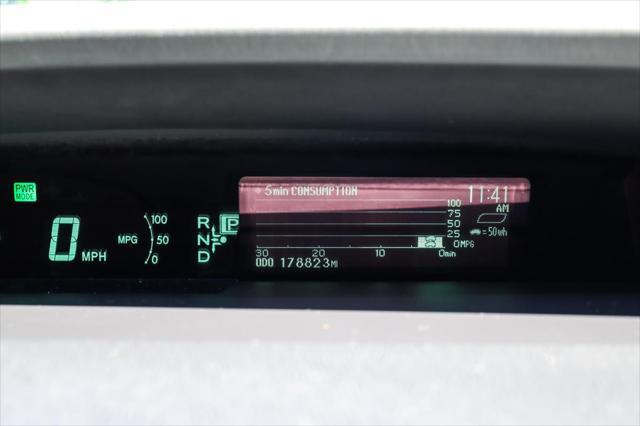 PWR
MODE
0 MPH
MPG
100
50
0
R
N
D
P
5min CONSUMPTION
11:41
AM
100
75
50
25
0MPG
=50Wh
30 20 10 0min
ODO 178823MI